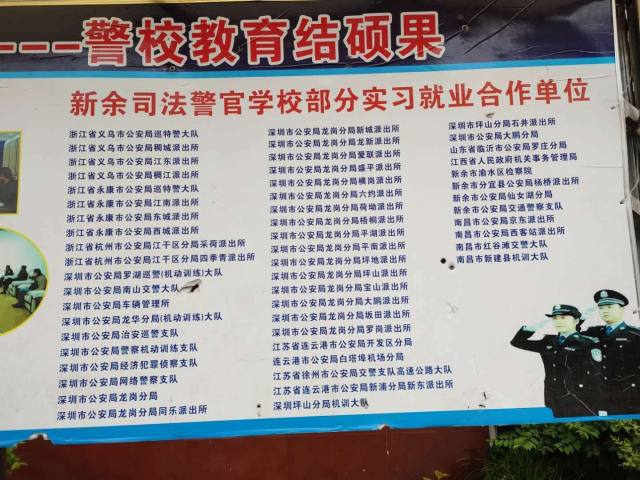 ---警校教育结硕果
新余司法警官学校部分实习就业合作单位
浙江省义乌市公安局巡特警大队
浙江省义乌市公安局稠城派出所
浙江省义乌市公安局江东派出所
浙江省义乌市公安局稠江派出所
浙江省永康市公安局巡特警大队
浙江省永康市公安局江南派出所
浙江省永康市公安局东城派出所
浙江省永康市公安局西城派出所
浙江省杭州市公安局江干区分局采荷派出所
浙江省杭州市公安局江干区分局四季青派出所
深圳市公安局罗湖巡警(机动训练)大队
深圳市公安局南山交警大队
深圳市公安局车辆管理所
深圳市公安局龙华分局(机动训练)大队
深圳市公安局治安巡警支队
深圳市公安局警察机动训练支队
深圳市公安局经济犯罪侦察支队
深圳市公安局网络警察支队
深圳市公安局龙岗分局
深圳市公安局龙岗分局同乐派出所
深圳市公安局龙岗分局新城派出所
深圳市公安局龙岗分局龙新派出所
深圳市公安局龙岗分局爱联派出所
深圳市公安局龙岗分局盛平派出所
深圳市公安局龙岗分局横岗派出所
深圳市公安局龙岗分局六约派出所
深圳市公安局龙岗分局荷坳派出所
深圳市公安局龙岗分局梧桐派出所
深圳市公安局龙岗分局平湖派出所
深圳市公安局龙岗分局平南派出所
深圳市公安局龙岗分局坪地派出所
深圳市公安局龙岗分局坪山派出所
深圳市公安局龙岗分局宝山派出所
深圳市公安局龙岗分局大鹏派出所
深圳市公安局龙岗分局坂田派出所
深圳市公安局龙岗分局罗岗派出所
江苏省连云港市公安局开发区分局
连云港市公安局白塔埠机场分局
江苏省徐州市公安局交警支队高速公路大队
江苏省连云港市公安局新浦分局新东派出所
深圳坪山分局机训大队
深圳市坪山分局石井派出所
深圳市公安局大鹏分局
山东省临沂市公安局罗庄分局
江西省人民政府机关事务管理局
新余市渝水区检察院
新余市分宜县公安局杨桥派出所
新余市公安局仙女湖分局
新余市公安局交通警察支队
南昌市公安局京东派出所
南昌市公安局西客站派出所
南昌市红谷滩交警大队
南昌市新建县机训大队